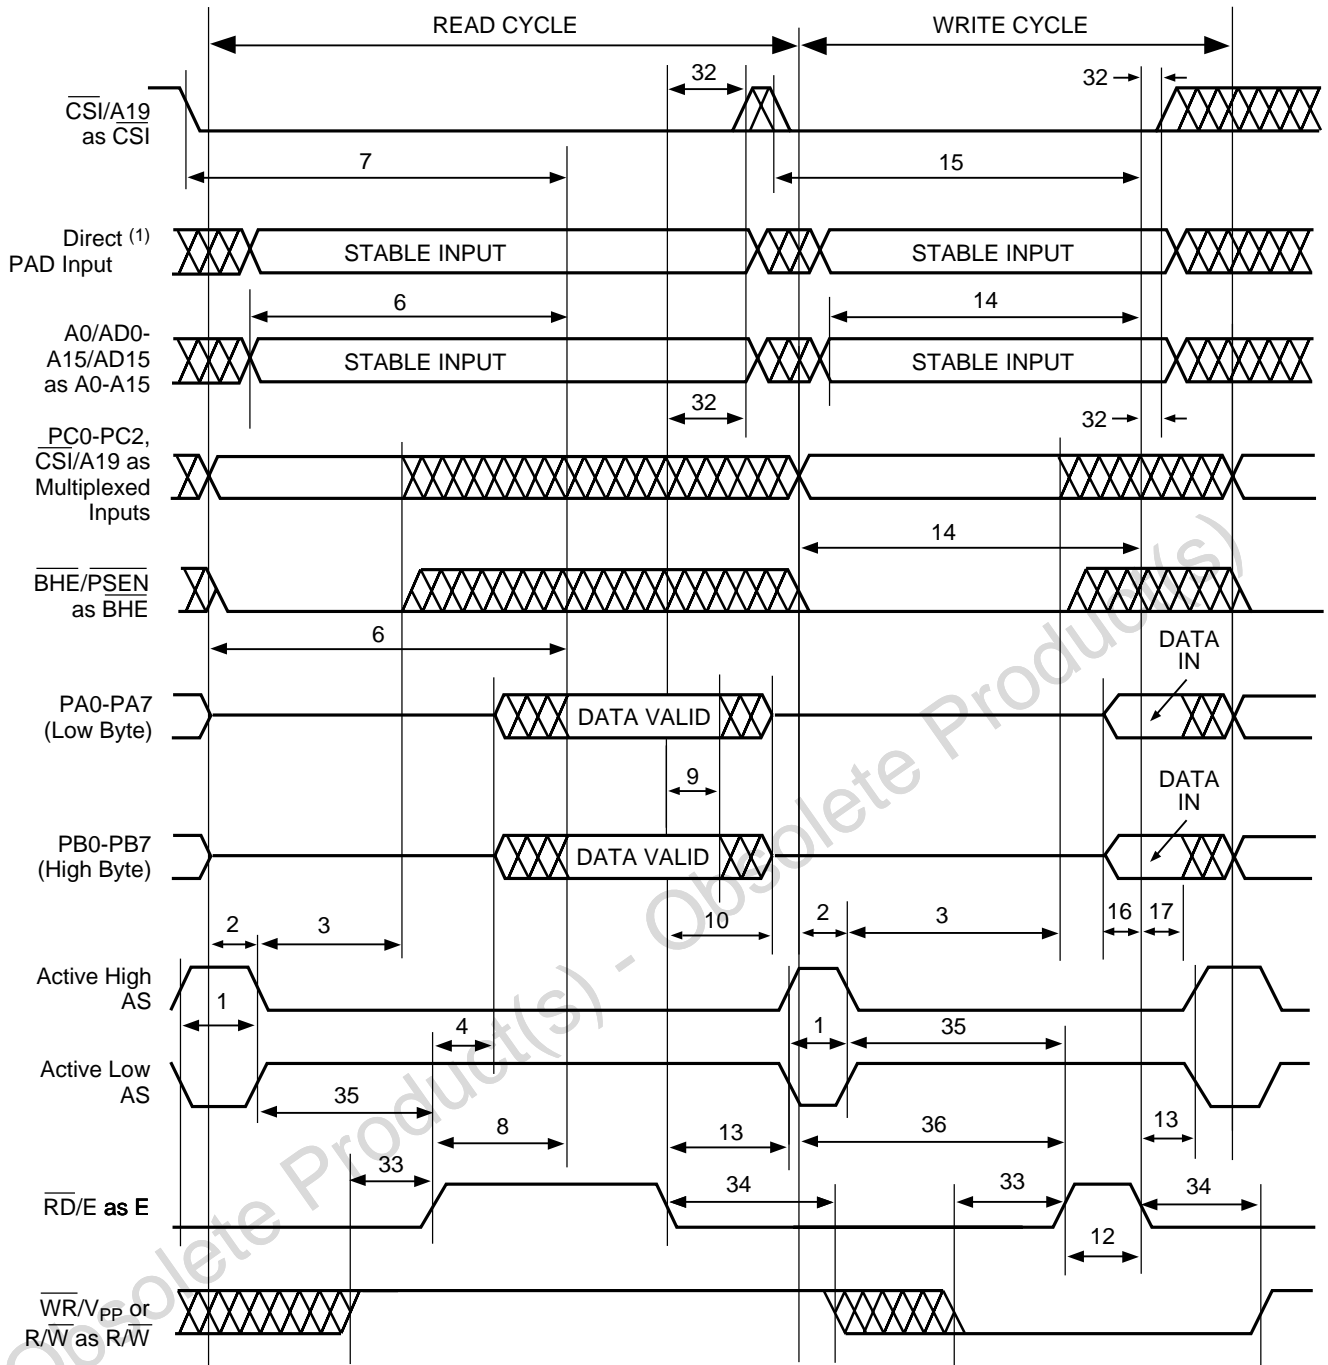 READ CYCLE
WRITE CYCLE
32
32
CSI/A19
as CSI
7
15
Direct (1)
PAD Input
STABLE INPUT
STABLE INPUT
6
14
A0/AD0-
A15/AD15
as A0-A15
STABLE INPUT
STABLE INPUT
32
32
PC0-PC2,
CSI/A19 as
Multiplexed
Inputs
14
BHE/PSEN
as BHE
6
DATA
IN
PA0-PA7
(Low Byte)
DATA VALID
9
DATA
IN
PB0-PB7
(High Byte)
DATA VALID
2
3
10
2
3
16
17
Active High
AS
1
4
1
35
Active Low
AS
35
8
13
36
13
33
34
33
34
RD/E as E
12
WR/VPP or
R/W as R/W
Obsolete Product(s) - Obsolete Product(s)